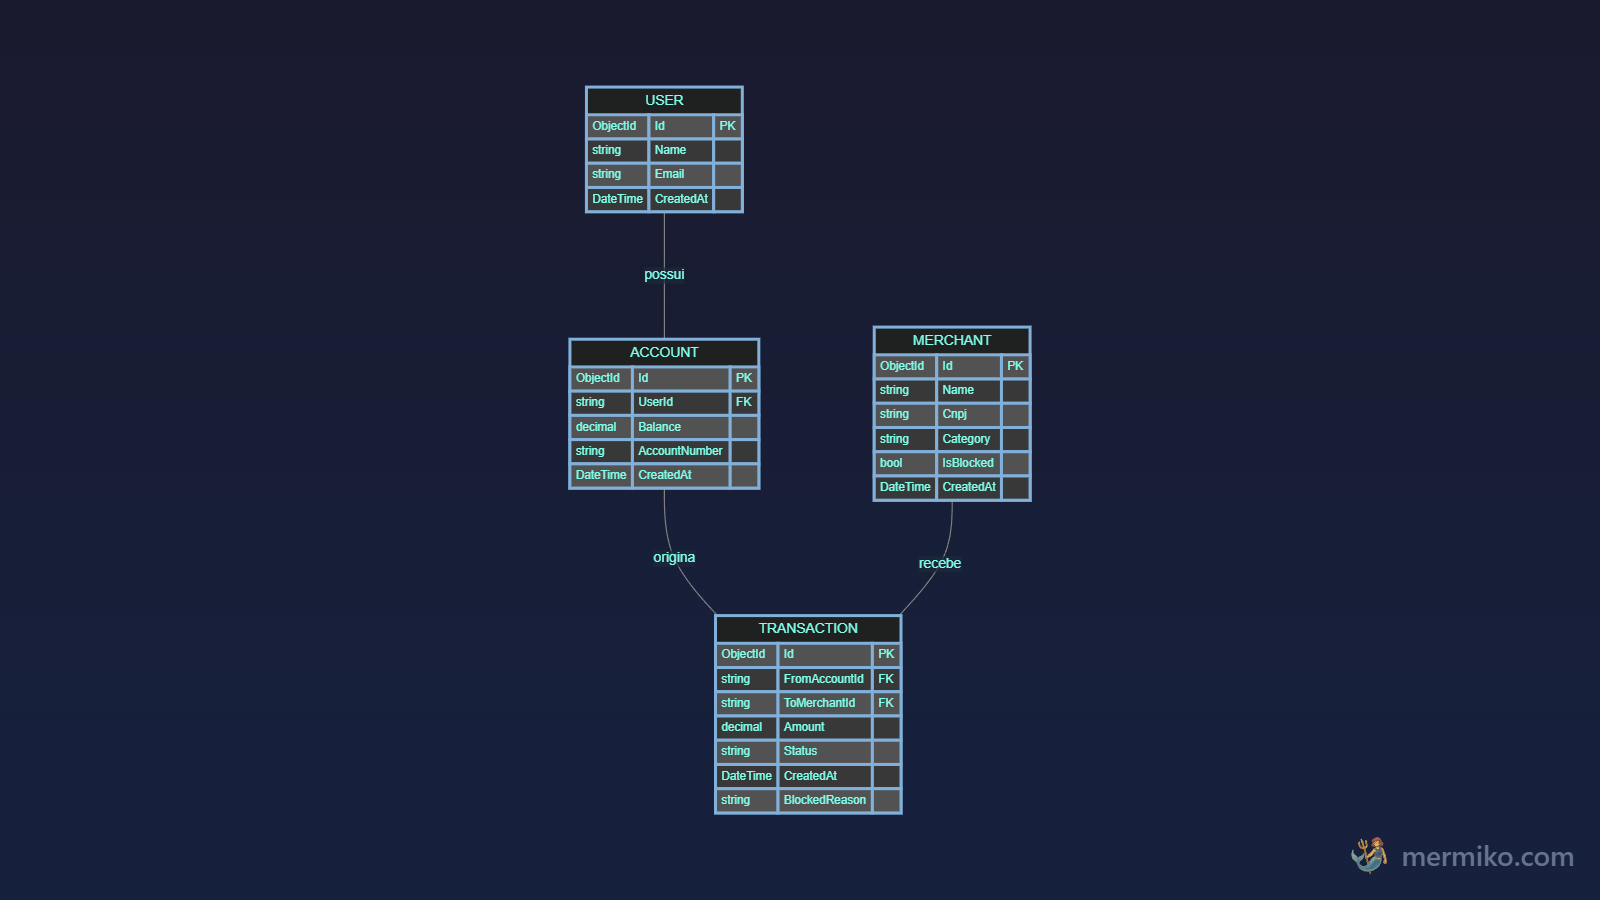 USER
ObjectId Id PK
string Name
string Email
DateTime CreatedAt
possui
ACCOUNT
ObjectId Id PK
string UserId FK
decimal Balance
string AccountNumber
DateTime CreatedAt
MERCHANT
ObjectId Id PK
string Name
string Cnpj
string Category
bool IsBlocked
DateTime CreatedAt
origina
recebe
TRANSACTION
ObjectId Id PK
string FromAccountId FK
string ToMerchantId FK
decimal Amount
string Status
DateTime CreatedAt
string BlockedReason
mermiko.com